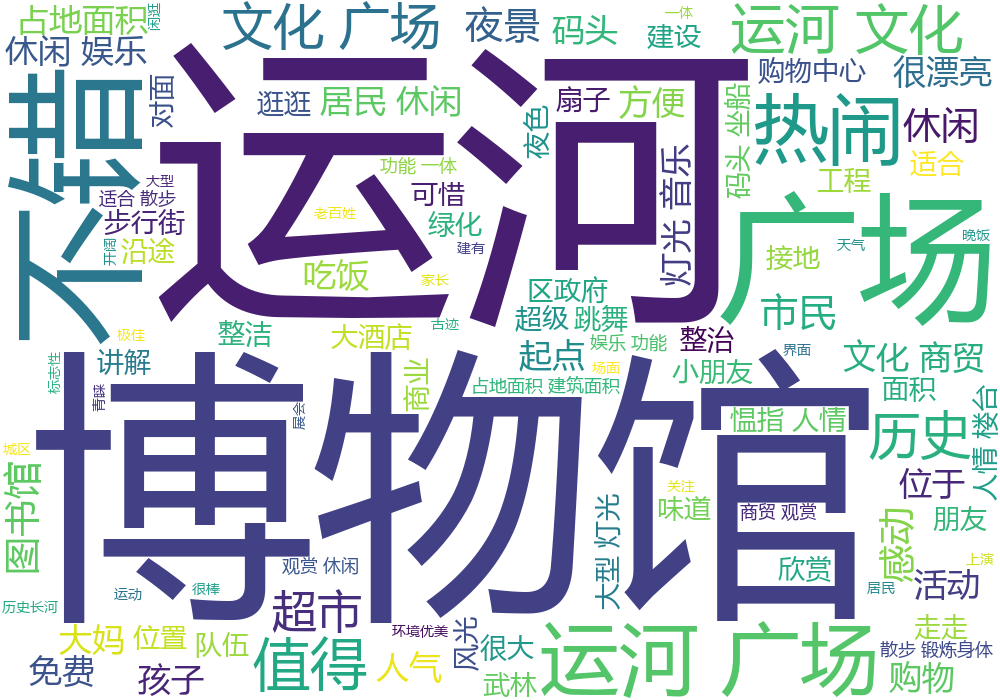 占地面积
闲逛
文化 广场
夜景
码头
一体
建设
运河 文化
休闲 娱乐
购物中心
很漂亮
不错
对面
运河
逛逛
居民 休闲
扇子
方便
夜色
码头 坐船
热闹
休闲
适合
功能 一体
灯光 音乐
工程
大型
适合 散步
可惜
步行街
老百姓
绿化
广场
开阔
沿途
建有
接地
天气
晚饭
吃饭
家长
区政府
市民
极佳
整洁
大酒店
古迹
超级
跳舞
娱乐 功能
整治
讲解
起点
场面
小朋友
界面
文化 商贸
标志性
博物馆
商业
占地面积 建筑面积
面积
青睐
展会
愠指 人情
历史
人情 楼台
城区
图书馆
关注
味道
商贸 观赏
位于
朋友
大型 灯光
感动
观赏 休闲
欣赏
上演
历史长河
运动
很棒
超市
居民
活动
大妈
位置
队伍
环境优美
风光
很大
运河 广场
走走
散步 锻炼身体
免费
孩子
值得
人气
武林
购物